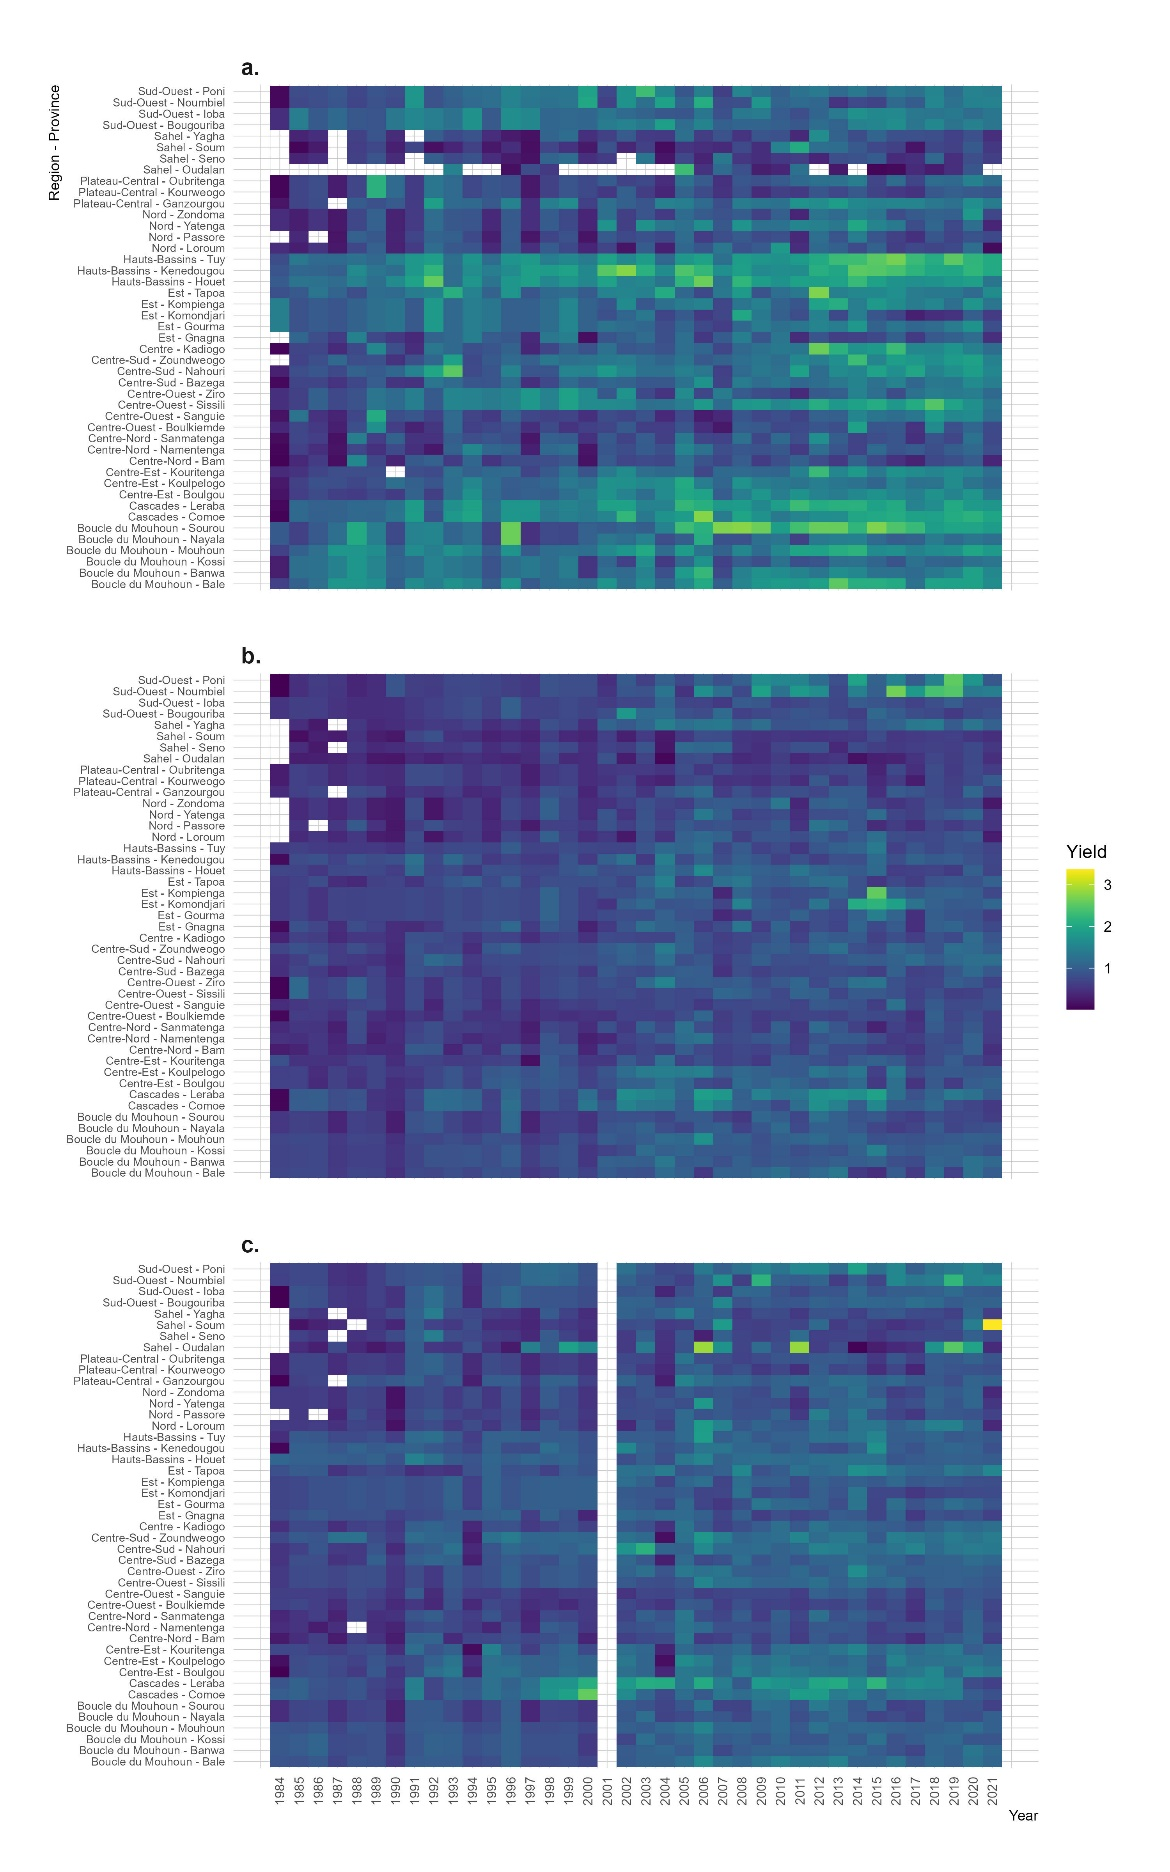 a.
Region - Province
Sud-Ouest - Poni
Sud-Ouest - Noumbiel
Sud-Ouest - Ioba
Sud-Ouest - Bougouriba
Sahel - Yagha
Sahel - Soum
Sahel - Seno
Sahel - Oudalan
Plateau-Central - Oubritenga
Plateau-Central - Kourweogo
Plateau-Central - Ganzourgou
Nord - Zondoma
Nord - Yatenga
Nord - Passore
Nord - Loroum
Hauts-Bassins - Tuy
Hauts-Bassins - Kenedougou
Hauts-Bassins - Houet
Est - Tapoa
Est - Kompienga
Est - Komondjari
Est - Gourma
Est - Gnagna
Centre - Kadiogo
Centre-Sud - Zoundweogo
Centre-Sud - Nahouri
Centre-Sud - Bazega
Centre-Ouest - Ziro
Centre-Ouest - Sissili
Centre-Ouest - Sanguie
Centre-Ouest - Boulkiemde
Centre-Nord - Sanmatenga
Centre-Nord - Namentenga
Centre-Nord - Bam
Centre-Est - Kouritenga
Centre-Est - Koulpelogo
Centre-Est - Boulgou
Cascades - Leraba
Cascades - Comoe
Boucle du Mouhoun - Sourou
Boucle du Mouhoun - Nayala
Boucle du Mouhoun - Mouhoun
Boucle du Mouhoun - Kossi
Boucle du Mouhoun - Banwa
Boucle du Mouhoun - Bale
b.
Sud-Ouest - Poni
Sud-Ouest - Noumbiel
Sud-Ouest - Ioba
Sud-Ouest - Bougouriba
Sahel - Yagha
Sahel - Soum
Sahel - Seno
Sahel - Oudalan
Plateau-Central - Oubritenga
Plateau-Central - Kourweogo
Plateau-Central - Ganzourgou
Nord - Zondoma
Nord - Yatenga
Nord - Passore
Nord - Loroum
Hauts-Bassins - Tuy
Hauts-Bassins - Kenedougou
Hauts-Bassins - Houet
Est - Tapoa
Est - Kompienga
Est - Komondjari
Est - Gourma
Est - Gnagna
Centre - Kadiogo
Centre-Sud - Zoundweogo
Centre-Sud - Nahouri
Centre-Sud - Bazega
Centre-Ouest - Ziro
Centre-Ouest - Sissili
Centre-Ouest - Sanguie
Centre-Ouest - Boulkiemde
Centre-Nord - Sanmatenga
Centre-Nord - Namentenga
Centre-Nord - Bam
Centre-Est - Kouritenga
Centre-Est - Koulpelogo
Centre-Est - Boulgou
Cascades - Leraba
Cascades - Comoe
Boucle du Mouhoun - Sourou
Boucle du Mouhoun - Nayala
Boucle du Mouhoun - Mouhoun
Boucle du Mouhoun - Kossi
Boucle du Mouhoun - Banwa
Boucle du Mouhoun - Bale
Yield
3
2
1
c.
Sud-Ouest - Poni
Sud-Ouest - Noumbiel
Sud-Ouest - Ioba
Sud-Ouest - Bougouriba
Sahel - Yagha
Sahel - Soum
Sahel - Seno
Sahel - Oudalan
Plateau-Central - Oubritenga
Plateau-Central - Kourweogo
Plateau-Central - Ganzourgou
Nord - Zondoma
Nord - Yatenga
Nord - Passore
Nord - Loroum
Hauts-Bassins - Tuy
Hauts-Bassins - Kenedougou
Hauts-Bassins - Houet
Est - Tapoa
Est - Kompienga
Est - Komondjari
Est - Gourma
Est - Gnagna
Centre - Kadiogo
Centre-Sud - Zoundweogo
Centre-Sud - Nahouri
Centre-Sud - Bazega
Centre-Ouest - Ziro
Centre-Ouest - Sissili
Centre-Ouest - Sanguie
Centre-Ouest - Boulkiemde
Centre-Nord - Sanmatenga
Centre-Nord - Namentenga
Centre-Nord - Bam
Centre-Est - Kouritenga
Centre-Est - Koulpelogo
Centre-Est - Boulgou
Cascades - Leraba
Cascades - Comoe
Boucle du Mouhoun - Sourou
Boucle du Mouhoun - Nayala
Boucle du Mouhoun - Mouhoun
Boucle du Mouhoun - Kossi
Boucle du Mouhoun - Banwa
Boucle du Mouhoun - Bale
1984 1985 1986 1987 1988 1989 1990 1991 1992 1993 1994 1995 1996 1997 1998 1999 2000 2001 2002 2003 2004 2005 2006 2007 2008 2009 2010 2011 2012 2013 2014 2015 2016 2017 2018 2019 2020 2021
Year